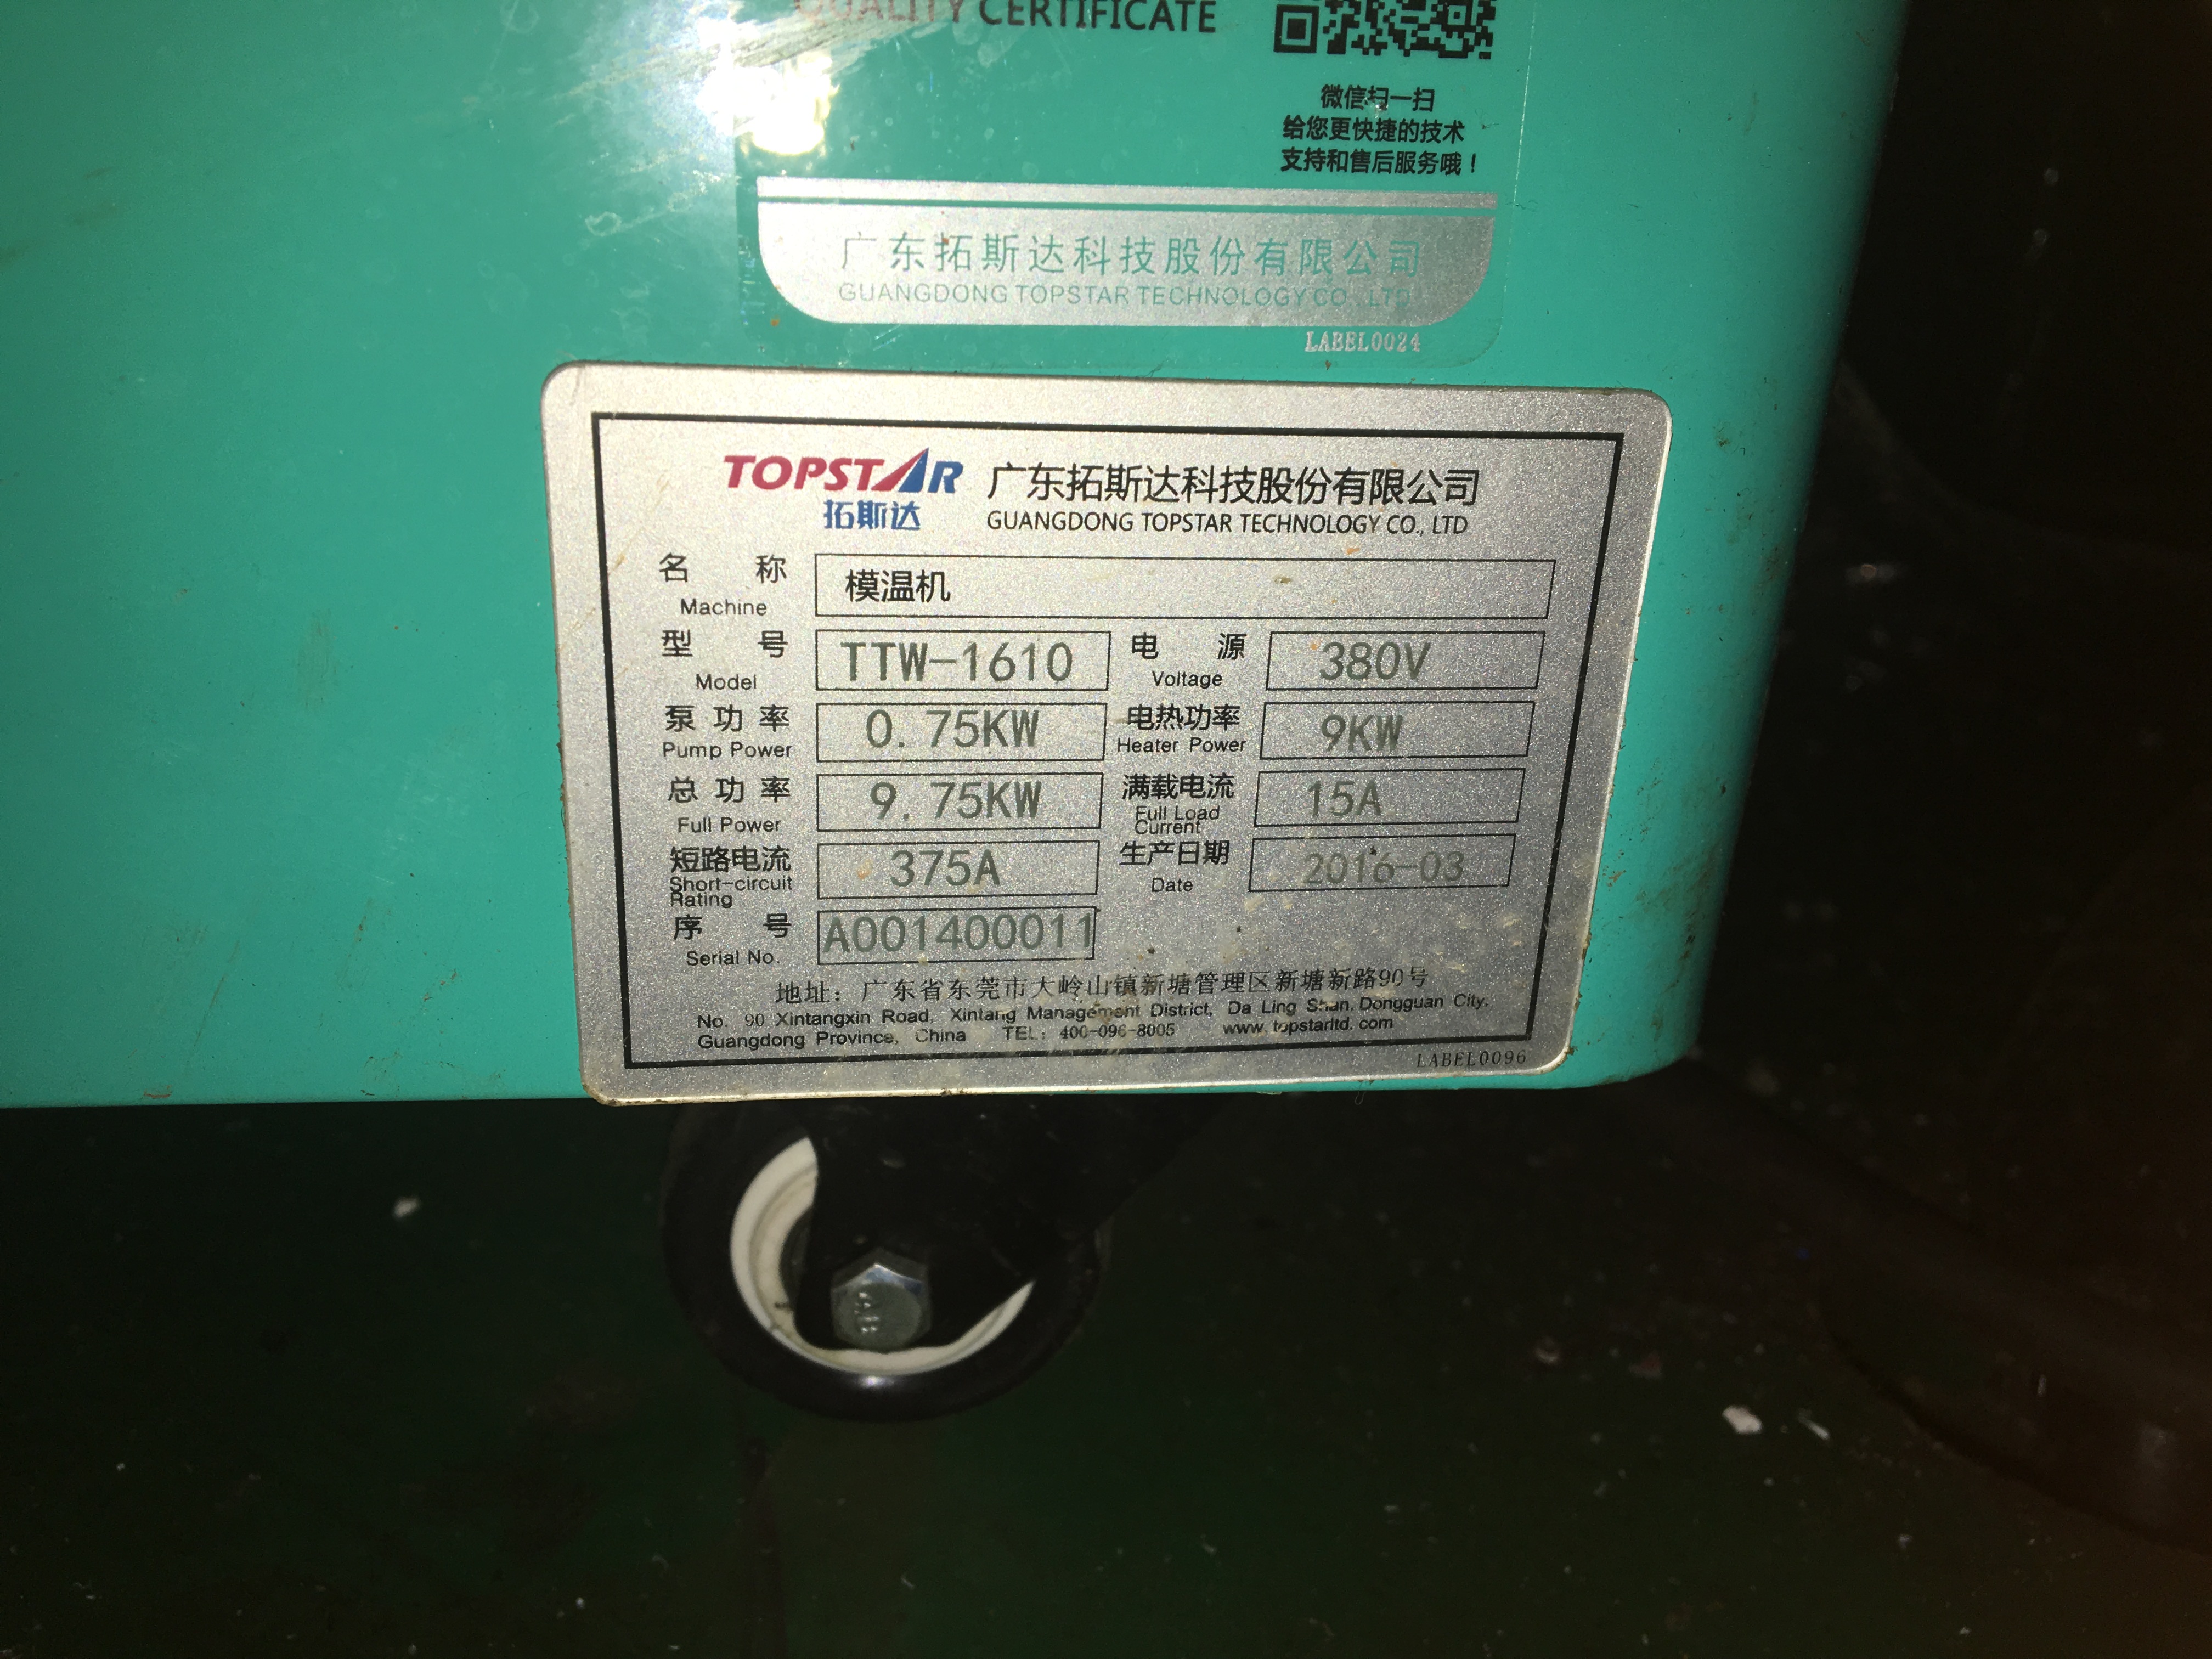 QUALITY CERTIFICATE
微信扫一扫
给您更快捷的技术
支持和售后服务哦！
广东拓斯达科技股份有限公司
GUANGDONG TOPSTAR TECHNOLOGY CO., LTD
LABEL0024
TOPSTAR 广东拓斯达科技股份有限公司
拓斯达 GUANGDONG TOPSTAR TECHNOLOGY CO., LTD
名 称 模温机
Machine
型 号 TTW-1610 电 源 380V
Model Voltage
泵 功 率 0.75KW 电热功率 9KW
Pump Power Heater Power
总 功 率 9.75KW 满载电流 15A
Full Power Full Load Current
短路电流 375A 生产日期 2016-03
Short-circuit Rating Date
序 号 A001400011
Serial No.
地址：广东省东莞市大岭山镇新塘管理区新塘新路90号
No. 90 Xintangxin Road, Xintang Management District, Da Ling Shan, Dongguan City,
Guangdong Province, China TEL: 400-096-8005 www.topstarltd.com
LABEL0096